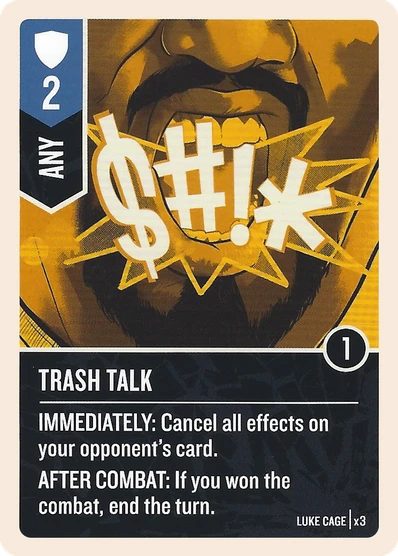 2
ANY
$#!*
1
TRASH TALK
IMMEDIATELY: Cancel all effects on
your opponent's card.
AFTER COMBAT: If you won the
combat, end the turn.
LUKE CAGE | x3